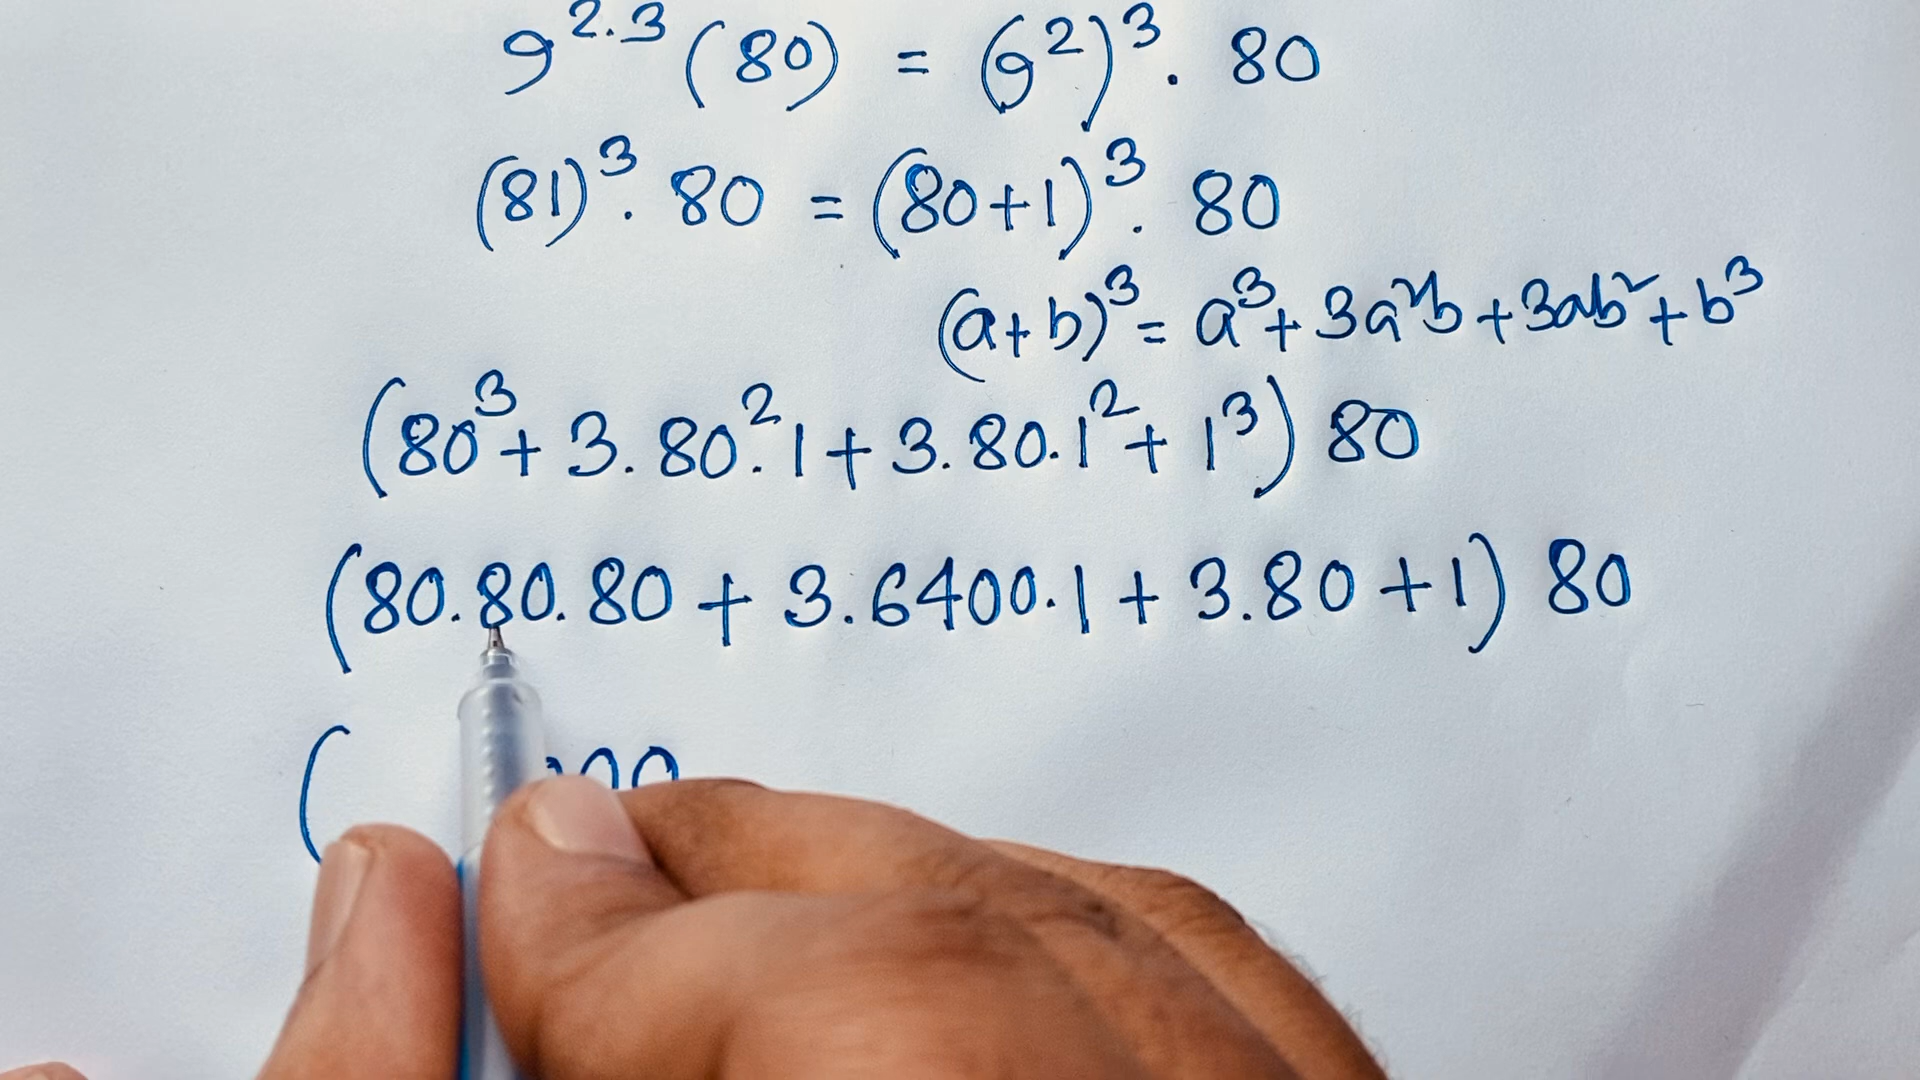 9^2.3 (80) = (9^2)^3 . 80
(81)^3 . 80 = (80+1)^3 . 80
(a+b)^3 = a^3 + 3a^2b + 3ab^2 + b^3
(80^3 + 3.80^2.1 + 3.80.1^2 + 1^3) 80
(80.80.80 + 3.6400.1 + 3.80 + 1) 80
(